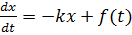 dx/dt = −kx + f(t)